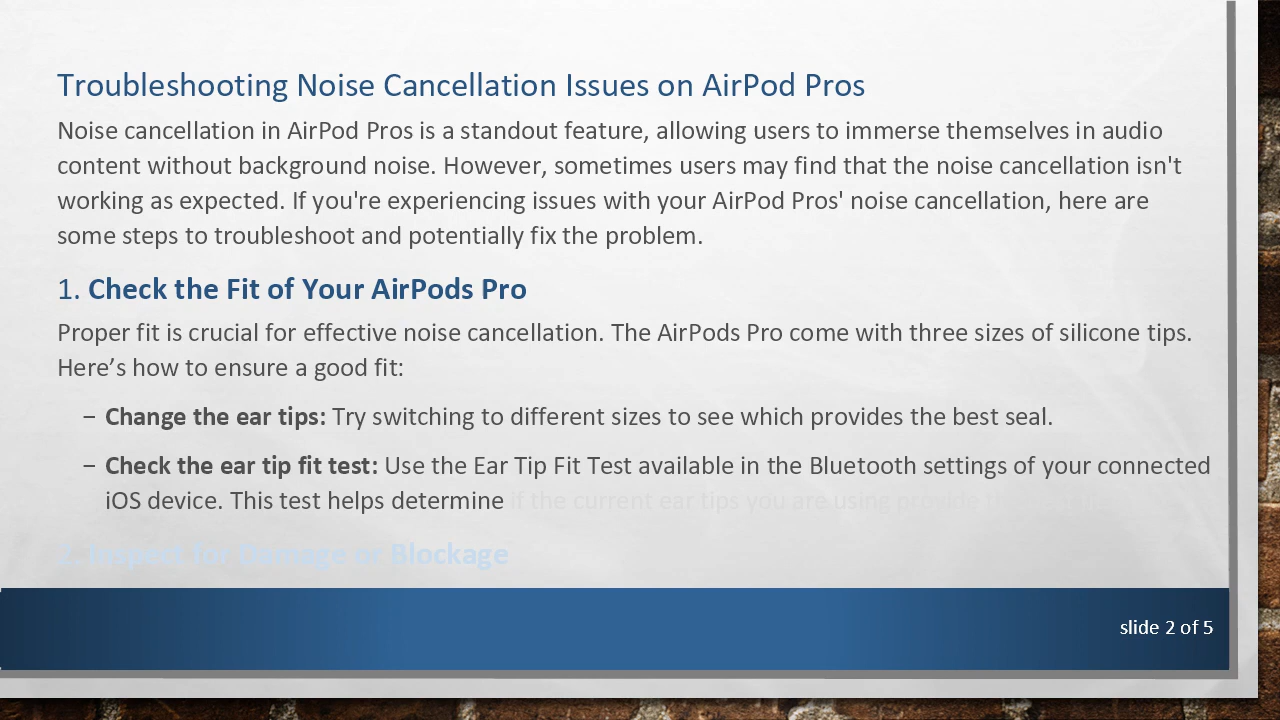 Troubleshooting Noise Cancellation Issues on AirPod Pros
Noise cancellation in AirPod Pros is a standout feature, allowing users to immerse themselves in audio
content without background noise. However, sometimes users may find that the noise cancellation isn't
working as expected. If you're experiencing issues with your AirPod Pros' noise cancellation, here are
some steps to troubleshoot and potentially fix the problem.
1. Check the Fit of Your AirPods Pro
Proper fit is crucial for effective noise cancellation. The AirPods Pro come with three sizes of silicone tips.
Here’s how to ensure a good fit:
– Change the ear tips: Try switching to different sizes to see which provides the best seal.
– Check the ear tip fit test: Use the Ear Tip Fit Test available in the Bluetooth settings of your connected
iOS device. This test helps determine if the current ear tips you are using provide
2. Inspect for Damage or Blockage
slide 2 of 5